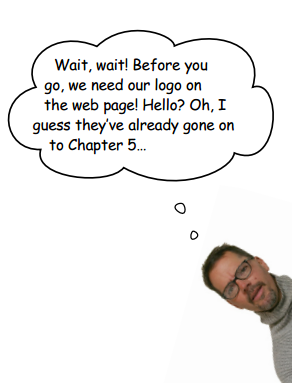 Wait, wait! Before you
go, we need our logo on
the web page! Hello? Oh, I
guess they've already gone on
to Chapter 5...